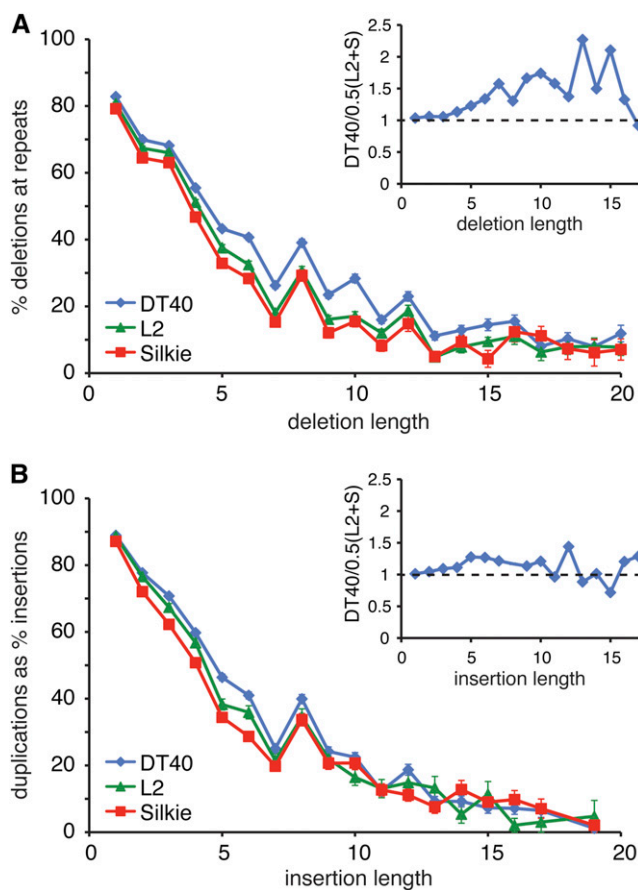 A
% deletions at repeats
100
80
60
40
20
0
0 5 10 15 20
deletion length
DT40
L2
Silkie
DT40/0.5(L2+S)
2.5
2
1.5
1
0.5
0
0 5 10 15
deletion length
B
duplications as % insertions
100
80
60
40
20
0
0 5 10 15 20
insertion length
DT40
L2
Silkie
DT40/0.5(L2+S)
2.5
2
1.5
1
0.5
0
0 5 10 15
insertion length